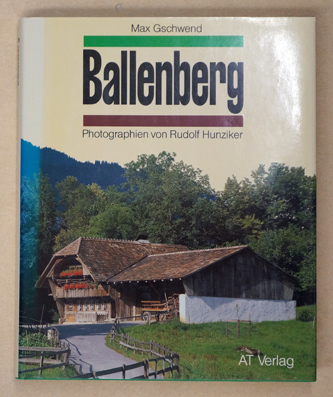 Max Gschwend
Ballenberg
Photographien von Rudolf Hunziker
AT Verlag